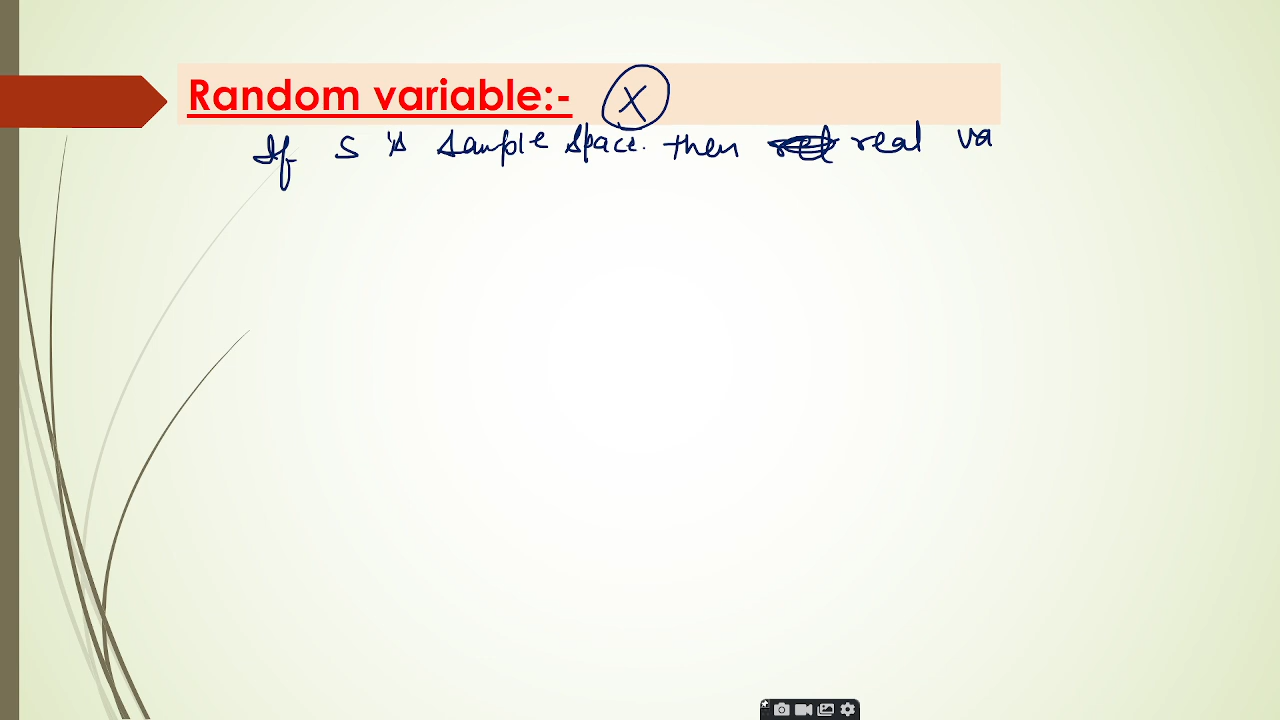 Random variable:- X
If S is sample space. then real va